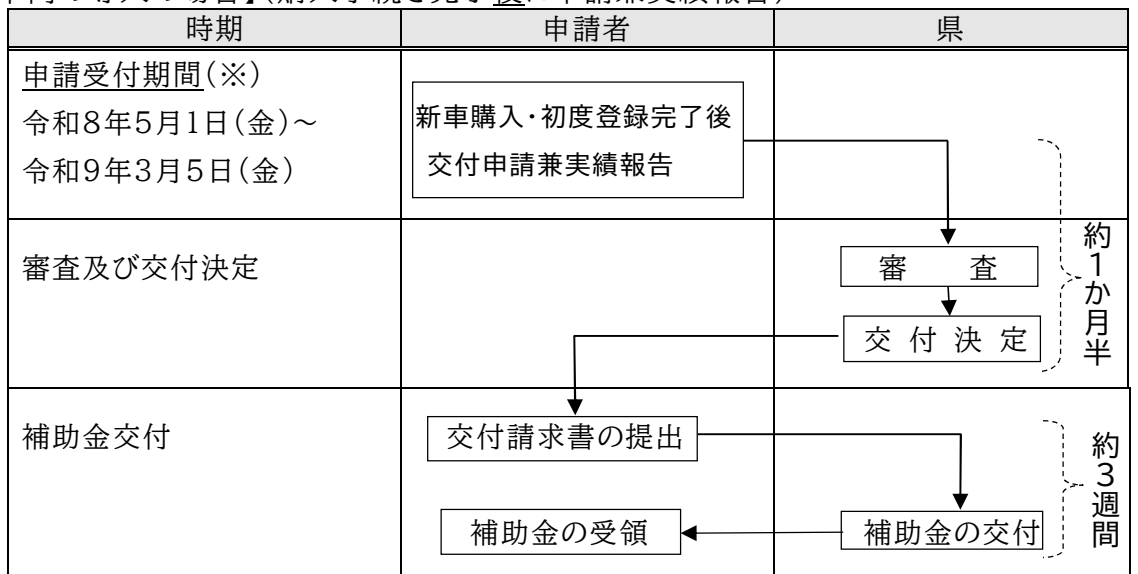 時期 申請者 県
申請受付期間(※)
令和8年5月1日(金)~
令和9年3月5日(金)
新車購入・初度登録完了後
交付申請兼実績報告
審査及び交付決定
審 査
交 付 決 定
約1か月半
補助金交付
交付請求書の提出
補助金の受領
補助金の交付
約3週間